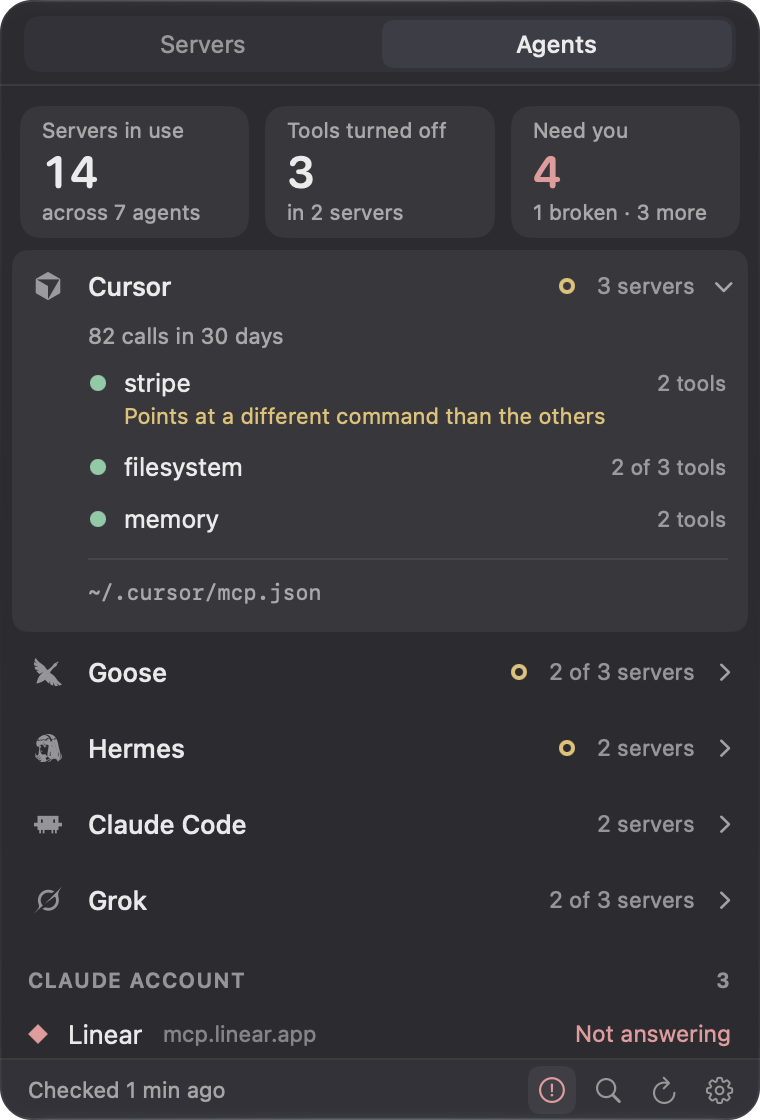 Servers
Agents
Servers in use
14
across 7 agents
Tools turned off
3
in 2 servers
Need you
4
1 broken · 3 more
Cursor
3 servers
82 calls in 30 days
stripe
2 tools
Points at a different command than the others
filesystem
2 of 3 tools
memory
2 tools
~/.cursor/mcp.json
Goose
2 of 3 servers
Hermes
2 servers
Claude Code
2 servers
Grok
2 of 3 servers
CLAUDE ACCOUNT
3
Linear mcp.linear.app
Not answering
Checked 1 min ago